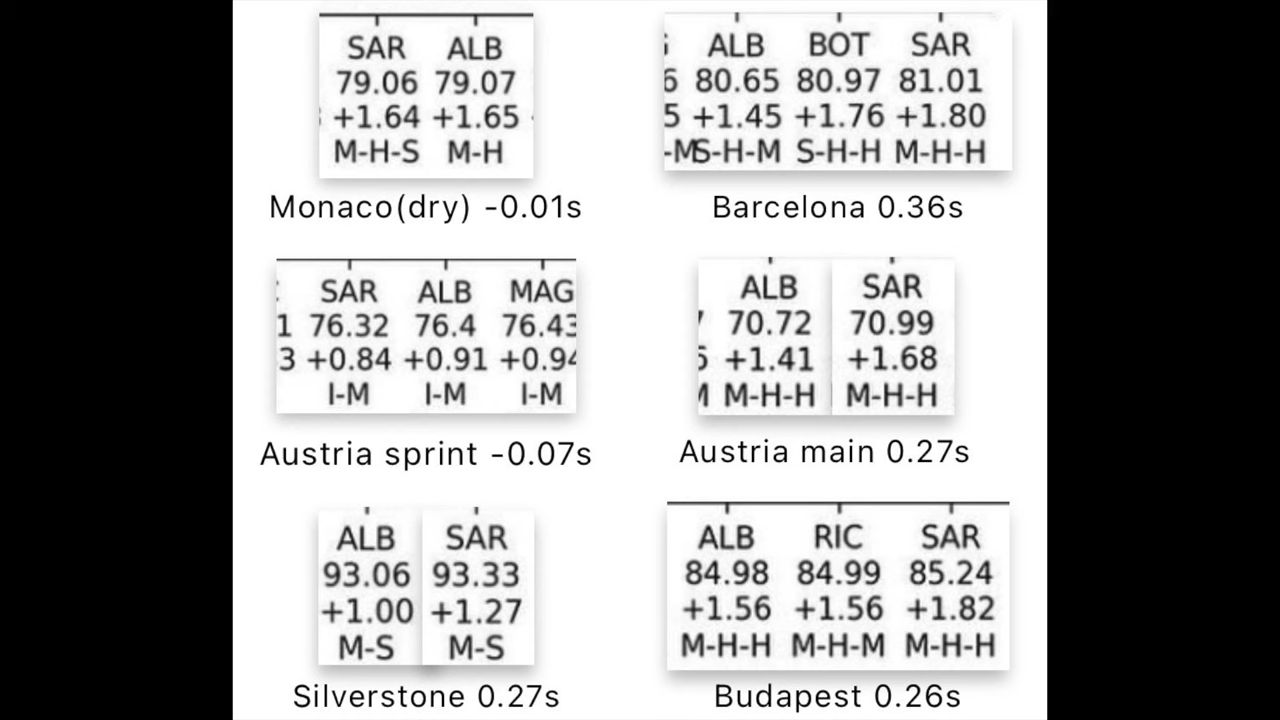 SAR ALB
79.06 79.07
+1.64 +1.65
M-H-S M-H
Monaco(dry) -0.01s
ALB BOT SAR
6 80.65 80.97 81.01
5 +1.45 +1.76 +1.80
-M S-H-M S-H-H M-H-H
Barcelona 0.36s
SAR ALB MAG
1 76.32 76.4 76.43
3 +0.84 +0.91 +0.94
I-M I-M I-M
Austria sprint -0.07s
ALB SAR
70.72 70.99
+1.41 +1.68
M M-H-H M-H-H
Austria main 0.27s
ALB SAR
93.06 93.33
+1.00 +1.27
M-S M-S
Silverstone 0.27s
ALB RIC SAR
84.98 84.99 85.24
+1.56 +1.56 +1.82
M-H-H M-H-M M-H-H
Budapest 0.26s